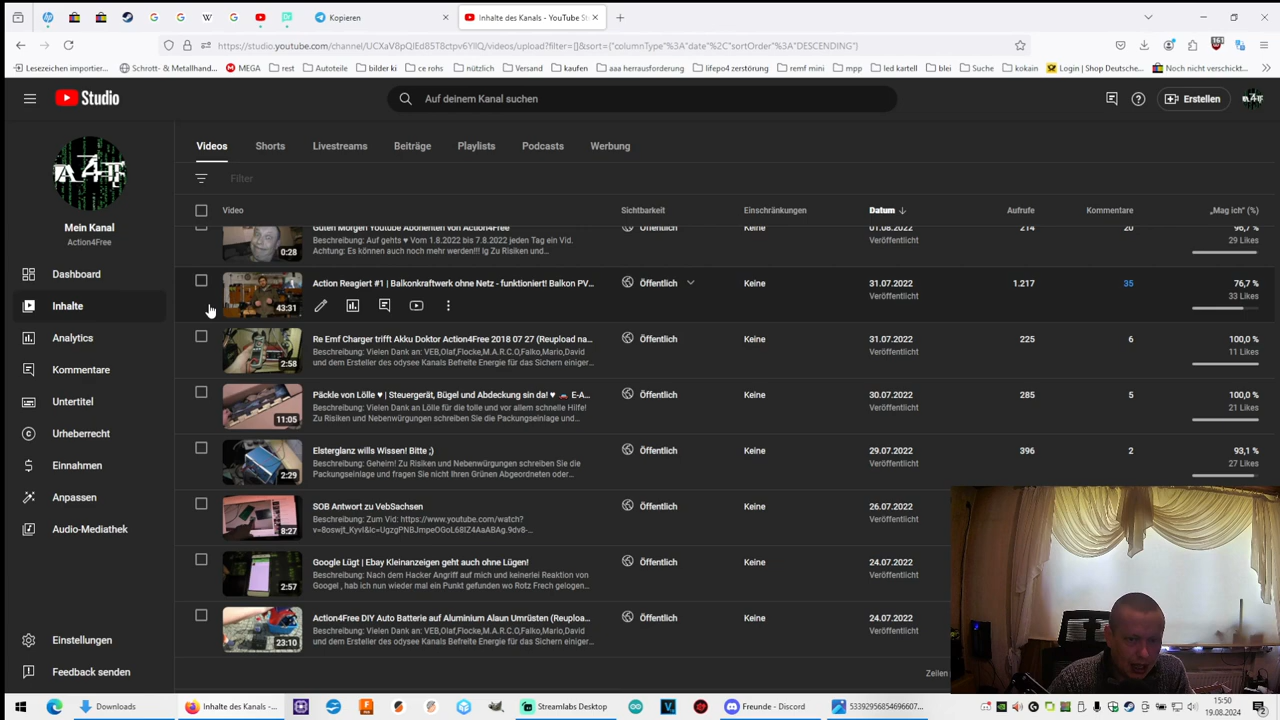 Kopieren
Inhalte des Kanals - YouTube St
https://studio.youtube.com/channel/UCXaV8pQIEd85T8ctpv6YIIQ/videos/upload?filter=[]&sort={"columnType"%3A"date"%2C"sortOrder"%3A"DESCENDING"}
161
Lesezeichen importier...
Schrott- & Metallhand...
MEGA
rest
Autoteile
bilder ki
ce rohs
nützlich
Versand
kaufen
aaa herrausforderung
lifepo4 zerstörung
remf mini
mpp
led kartell
blei
Suche
kokain
Login | Shop Deutsche...
Noch nicht verschickt...
Studio
Auf deinem Kanal suchen
Erstellen
A4F
Mein Kanal
Action4Free
Dashboard
Inhalte
Analytics
Kommentare
Untertitel
Urheberrecht
Einnahmen
Anpassen
Audio-Mediathek
Einstellungen
Feedback senden
Videos Shorts Livestreams Beiträge Playlists Podcasts Werbung
Filter
Video Sichtbarkeit Einschränkungen Datum Aufrufe Kommentare „Mag ich“ (%)
Guten Morgen Youtube Abonenten von Action4Free Öffentlich Keine 01.08.2022 214 20 96,7 %
Beschreibung: Auf gehts ♥ Vom 1.8.2022 bis 7.8.2022 jeden Tag ein Vid. Veröffentlicht 29 Likes
Achtung: Es können auch noch mehr werden!!! lg Zu Risiken und
0:28
Action Reagiert #1 | Balkonkraftwerk ohne Netz - funktioniert! Balkon PV... Öffentlich Keine 31.07.2022 1.217 35 76,7 %
Veröffentlicht 33 Likes
43:31
Re Emf Charger trifft Akku Doktor Action4Free 2018 07 27 (Reupload na... Öffentlich Keine 31.07.2022 225 6 100,0 %
Beschreibung: Vielen Dank an: VEB,Olaf,Flocke,M.A.R.C.O,Falko,Mario,David Veröffentlicht 11 Likes
und dem Ersteller des odysee Kanals Befreite Energie für das Sichern einiger...
2:58
Päckle von Lölle ♥ | Steuergerät, Bügel und Abdeckung sin da! ♥ 🚗 E-A... Öffentlich Keine 30.07.2022 285 5 100,0 %
Beschreibung: Vielen Dank an Lölle für die tolle und vor allem schnelle Hilfe! Veröffentlicht 21 Likes
Zu Risiken und Nebenwürgungen schreiben Sie die Packungseinlage und...
11:05
Elsterglanz wills Wissen! Bitte ;) Öffentlich Keine 29.07.2022 396 2 93,1 %
Beschreibung: Geheim! Zu Risiken und Nebenwürgungen schreiben Sie die Veröffentlicht 27 Likes
Packungseinlage und fragen Sie nicht Ihren Grünen Abgeordneten oder...
2:29
SOB Antwort zu VebSachsen Öffentlich Keine 26.07.2022
Beschreibung: Zum Vid: https://www.youtube.com/watch? Veröffentlicht
v=8oswjt_KyvI&lc=UgzgPNBJmpeOGoL68IZ4AaABAg.9dv8-...
8:27
Google Lügt | Ebay Kleinanzeigen geht auch ohne Lügen! Öffentlich Keine 24.07.2022
Beschreibung: Nach dem Hacker Angriff auf mich und keinerlei Reaktion von Veröffentlicht
Googel , hab ich nun wieder mal ein Punkt gefunden wo Rotz Frech gelogen...
2:57
Action4Free DIY Auto Batterie auf Aluminium Alaun Umrüsten (Reuploa... Öffentlich Keine 24.07.2022
Beschreibung: Vielen Dank an: VEB,Olaf,Flocke,M.A.R.C.O,Falko,Mario,David Veröffentlicht
und dem Ersteller des odysee Kanals Befreite Energie für das Sichern einiger...
23:10
Zeilen
Downloads
Inhalte des Kanals -...
Streamlabs Desktop
Freunde - Discord
53392956854696607...
15:50
19.08.2024